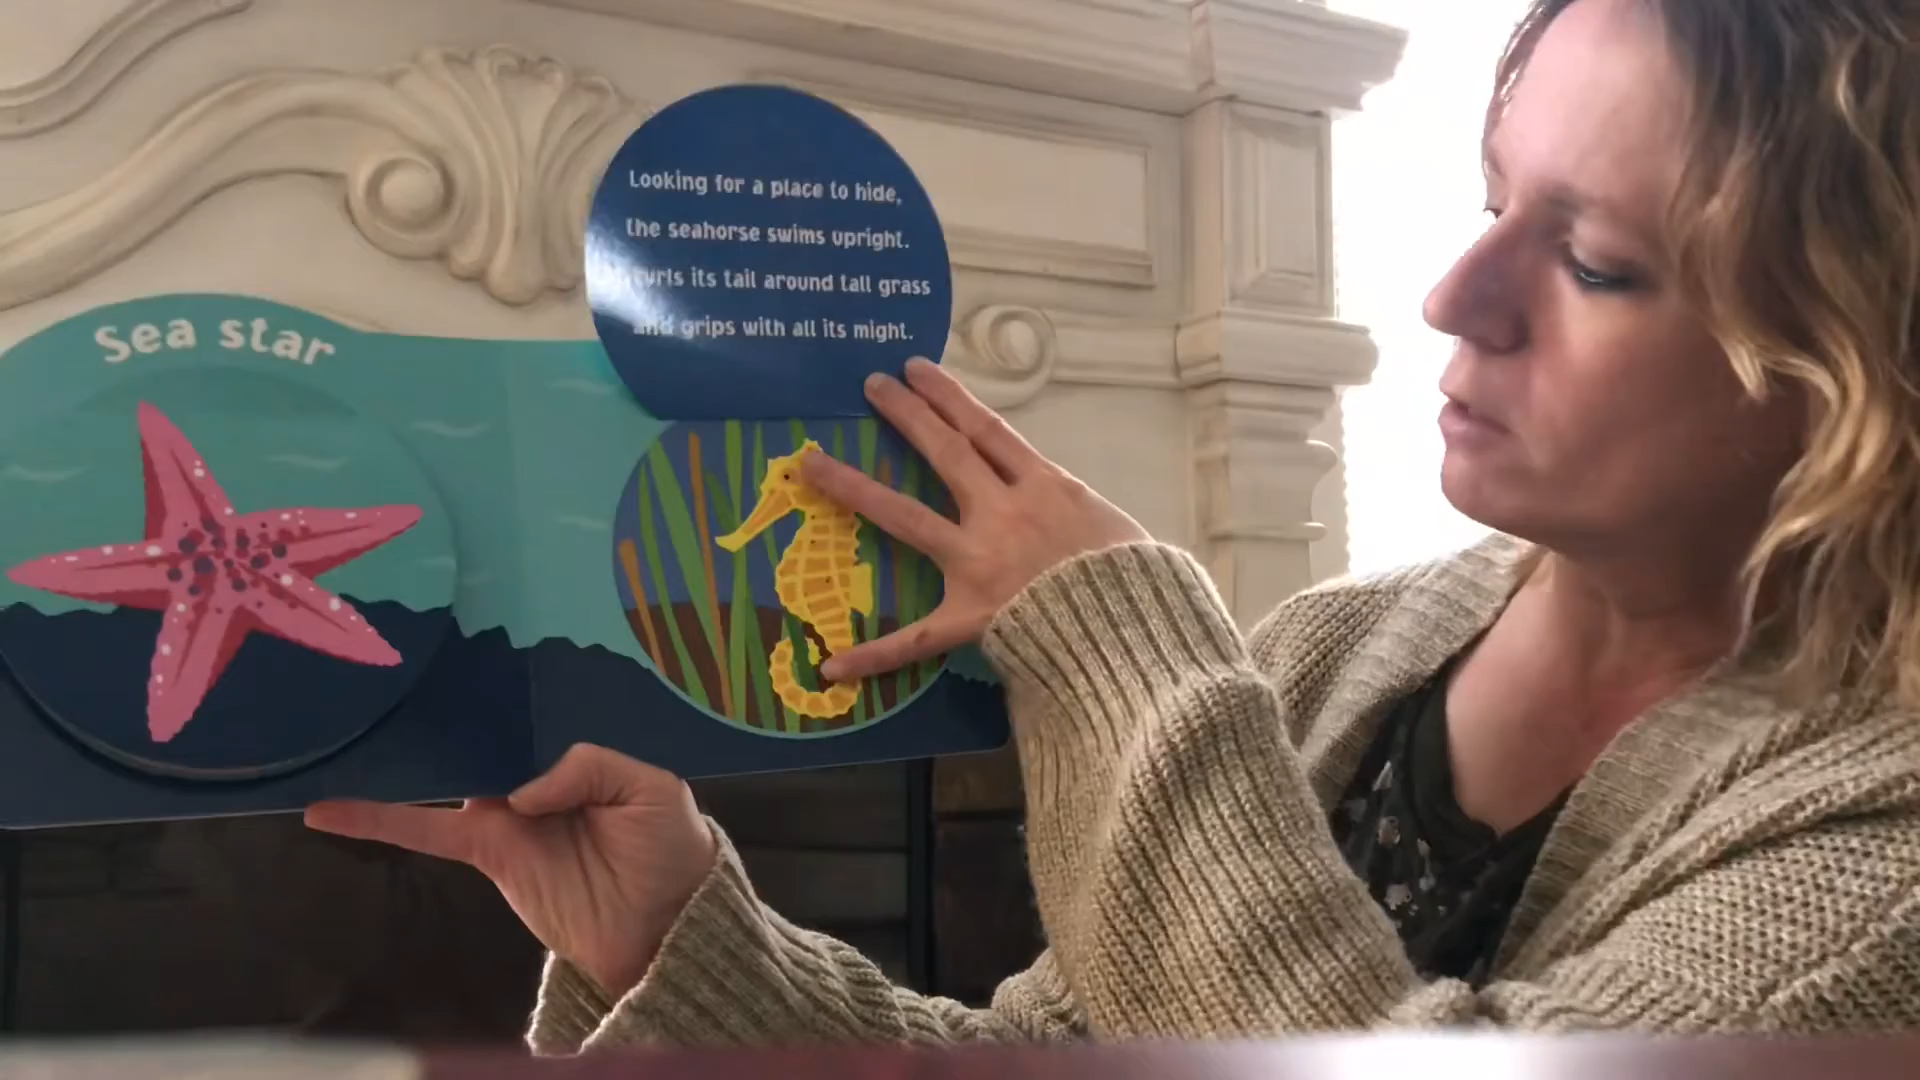 Sea star
Looking for a place to hide,
the seahorse swims upright.
curls its tail around tall grass
and grips with all its might.